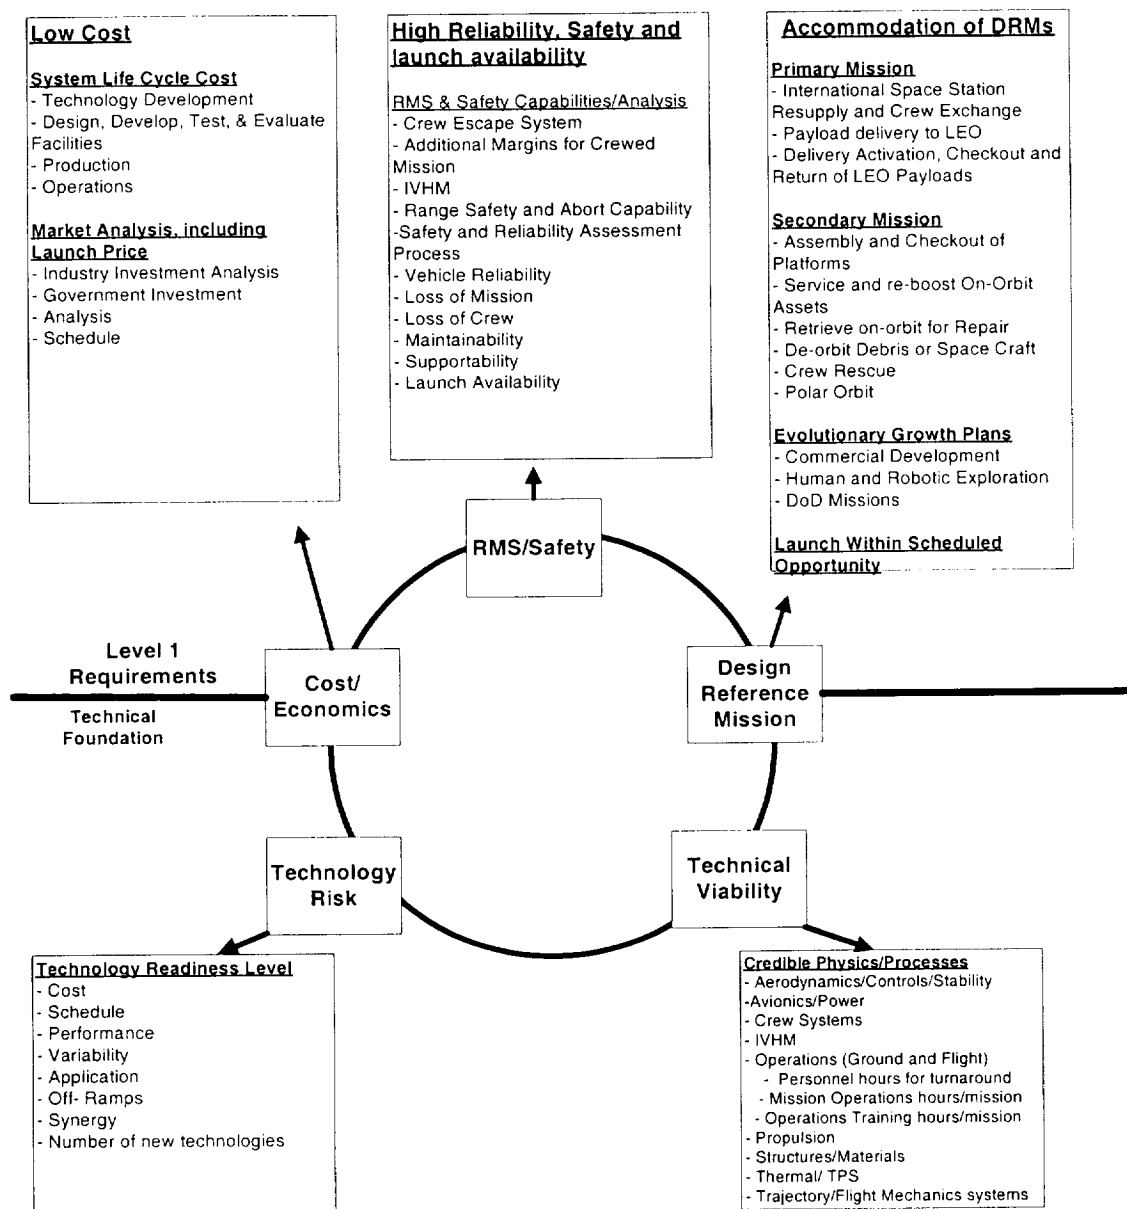 Low Cost
System Life Cycle Cost
- Technology Development
- Design, Develop, Test, & Evaluate
Facilities
- Production
- Operations
Market Analysis, including
Launch Price
- Industry Investment Analysis
- Government Investment
- Analysis
- Schedule
High Reliability, Safety and
launch availability
RMS & Safety Capabilities/Analysis
- Crew Escape System
- Additional Margins for Crewed
Mission
- IVHM
- Range Safety and Abort Capability
-Safety and Reliability Assessment
Process
- Vehicle Reliability
- Loss of Mission
- Loss of Crew
- Maintainability
- Supportability
- Launch Availability
Accommodation of DRMs
Primary Mission
- International Space Station
Resupply and Crew Exchange
- Payload delivery to LEO
- Delivery Activation, Checkout and
Return of LEO Payloads
Secondary Mission
- Assembly and Checkout of
Platforms
- Service and re-boost On-Orbit
Assets
- Retrieve on-orbit for Repair
- De-orbit Debris or Space Craft
- Crew Rescue
- Polar Orbit
Evolutionary Growth Plans
- Commercial Development
- Human and Robotic Exploration
- DoD Missions
Launch Within Scheduled
Opportunity
RMS/Safety
Level 1
Requirements
Technical
Foundation
Cost/
Economics
Design
Reference
Mission
Technology
Risk
Technical
Viability
Technology Readiness Level
- Cost
- Schedule
- Performance
- Variability
- Application
- Off- Ramps
- Synergy
- Number of new technologies
Credible Physics/Processes
- Aerodynamics/Controls/Stability
-Avionics/Power
- Crew Systems
- IVHM
- Operations (Ground and Flight)
- Personnel hours for turnaround
- Mission Operations hours/mission
- Operations Training hours/mission
- Propulsion
- Structures/Materials
- Thermal/ TPS
- Trajectory/Flight Mechanics systems